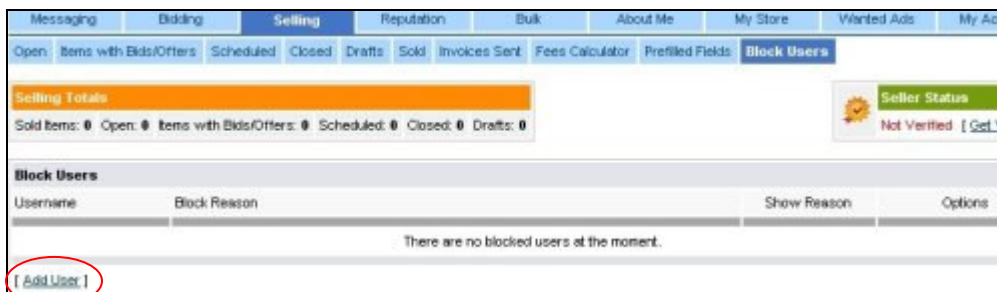 Messaging Bidding Selling Reputation Bulk About Me My Store Wanted Ads My Ac
Open Items with Bids/Offers Scheduled Closed Drafts Sold Invoices Sent Fees Calculator Prefilled Fields Block Users
Selling Totals Seller Status
Sold Items: 0 Open: 0 Items with Bids/Offers: 0 Scheduled: 0 Closed: 0 Drafts: 0 Not Verified [ Get
Block Users
Username Block Reason Show Reason Options
There are no blocked users at the moment.
[ Add User ]